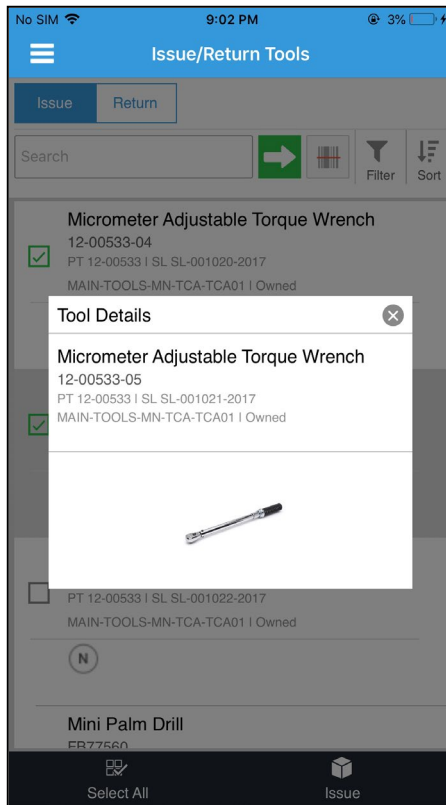 No SIM 9:02 PM 3%
Issue/Return Tools
Issue Return
Search
Filter Sort
Micrometer Adjustable Torque Wrench
12-00533-04
PT 12-00533 | SL SL-001020-2017
MAIN-TOOLS-MN-TCA-TCA01 | Owned
Tool Details
Micrometer Adjustable Torque Wrench
12-00533-05
PT 12-00533 | SL SL-001021-2017
MAIN-TOOLS-MN-TCA-TCA01 | Owned
PT 12-00533 | SL SL-001022-2017
MAIN-TOOLS-MN-TCA-TCA01 | Owned
N
Mini Palm Drill
FB77560
Select All Issue